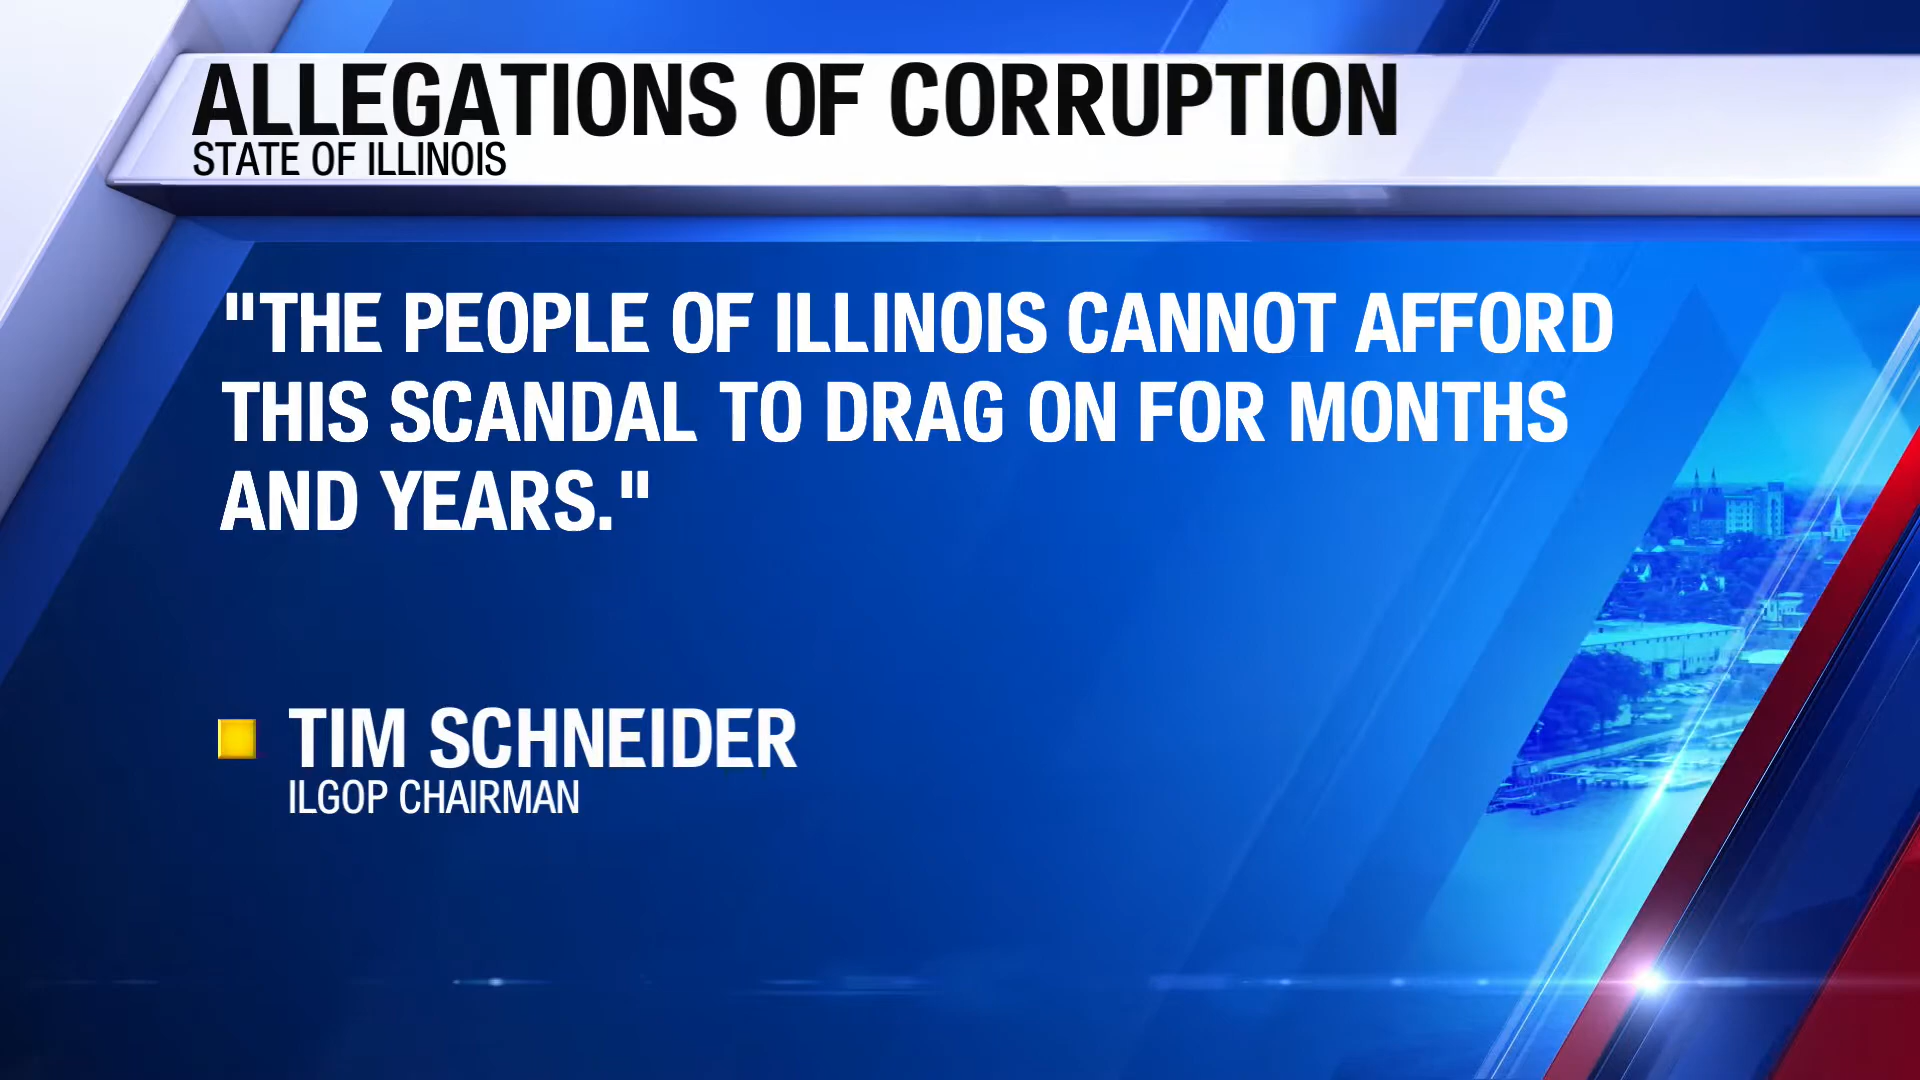 ALLEGATIONS OF CORRUPTION
STATE OF ILLINOIS
"THE PEOPLE OF ILLINOIS CANNOT AFFORD
THIS SCANDAL TO DRAG ON FOR MONTHS
AND YEARS."
TIM SCHNEIDER
ILGOP CHAIRMAN